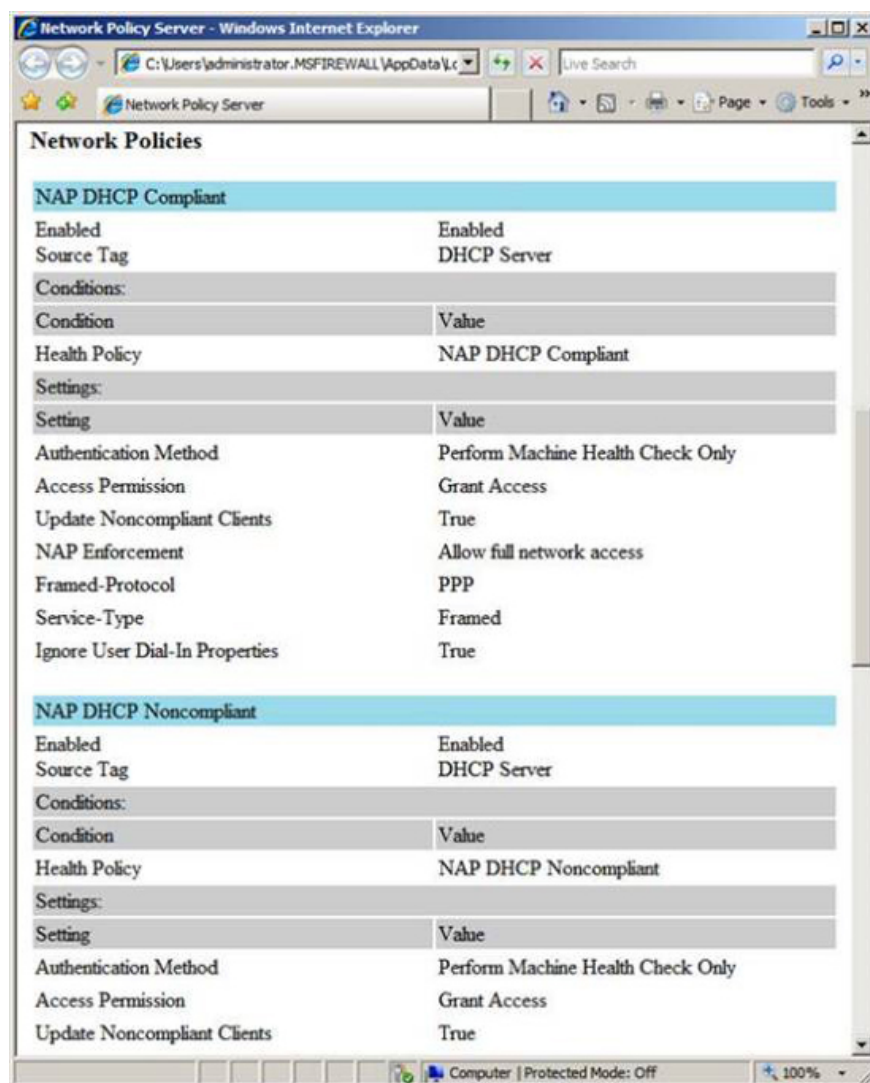 Network Policy Server - Windows Internet Explorer
C:\Users\administrator.MSFIREWALL\AppData\Lc
Live Search
Network Policy Server
Page
Tools
Network Policies
NAP DHCP Compliant
Enabled Enabled
Source Tag DHCP Server
Conditions:
Condition Value
Health Policy NAP DHCP Compliant
Settings:
Setting Value
Authentication Method Perform Machine Health Check Only
Access Permission Grant Access
Update Noncompliant Clients True
NAP Enforcement Allow full network access
Framed-Protocol PPP
Service-Type Framed
Ignore User Dial-In Properties True
NAP DHCP Noncompliant
Enabled Enabled
Source Tag DHCP Server
Conditions:
Condition Value
Health Policy NAP DHCP Noncompliant
Settings:
Setting Value
Authentication Method Perform Machine Health Check Only
Access Permission Grant Access
Update Noncompliant Clients True
Computer | Protected Mode: Off 100%